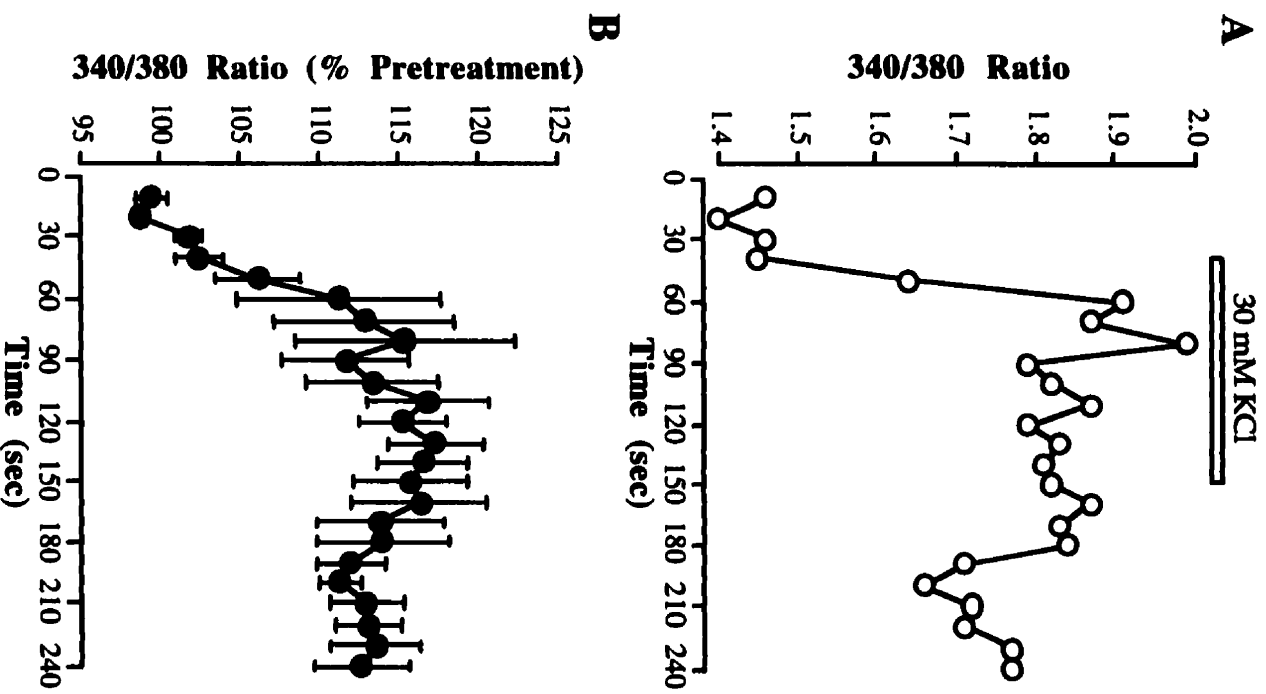 A
30 mM KCl
340/380 Ratio
2.0
1.9
1.8
1.7
1.6
1.5
1.4
0 30 60 90 120 150 180 210 240
Time (sec)
B
340/380 Ratio (% Pretreatment)
125
120
115
110
105
100
95
0 30 60 90 120 150 180 210 240
Time (sec)